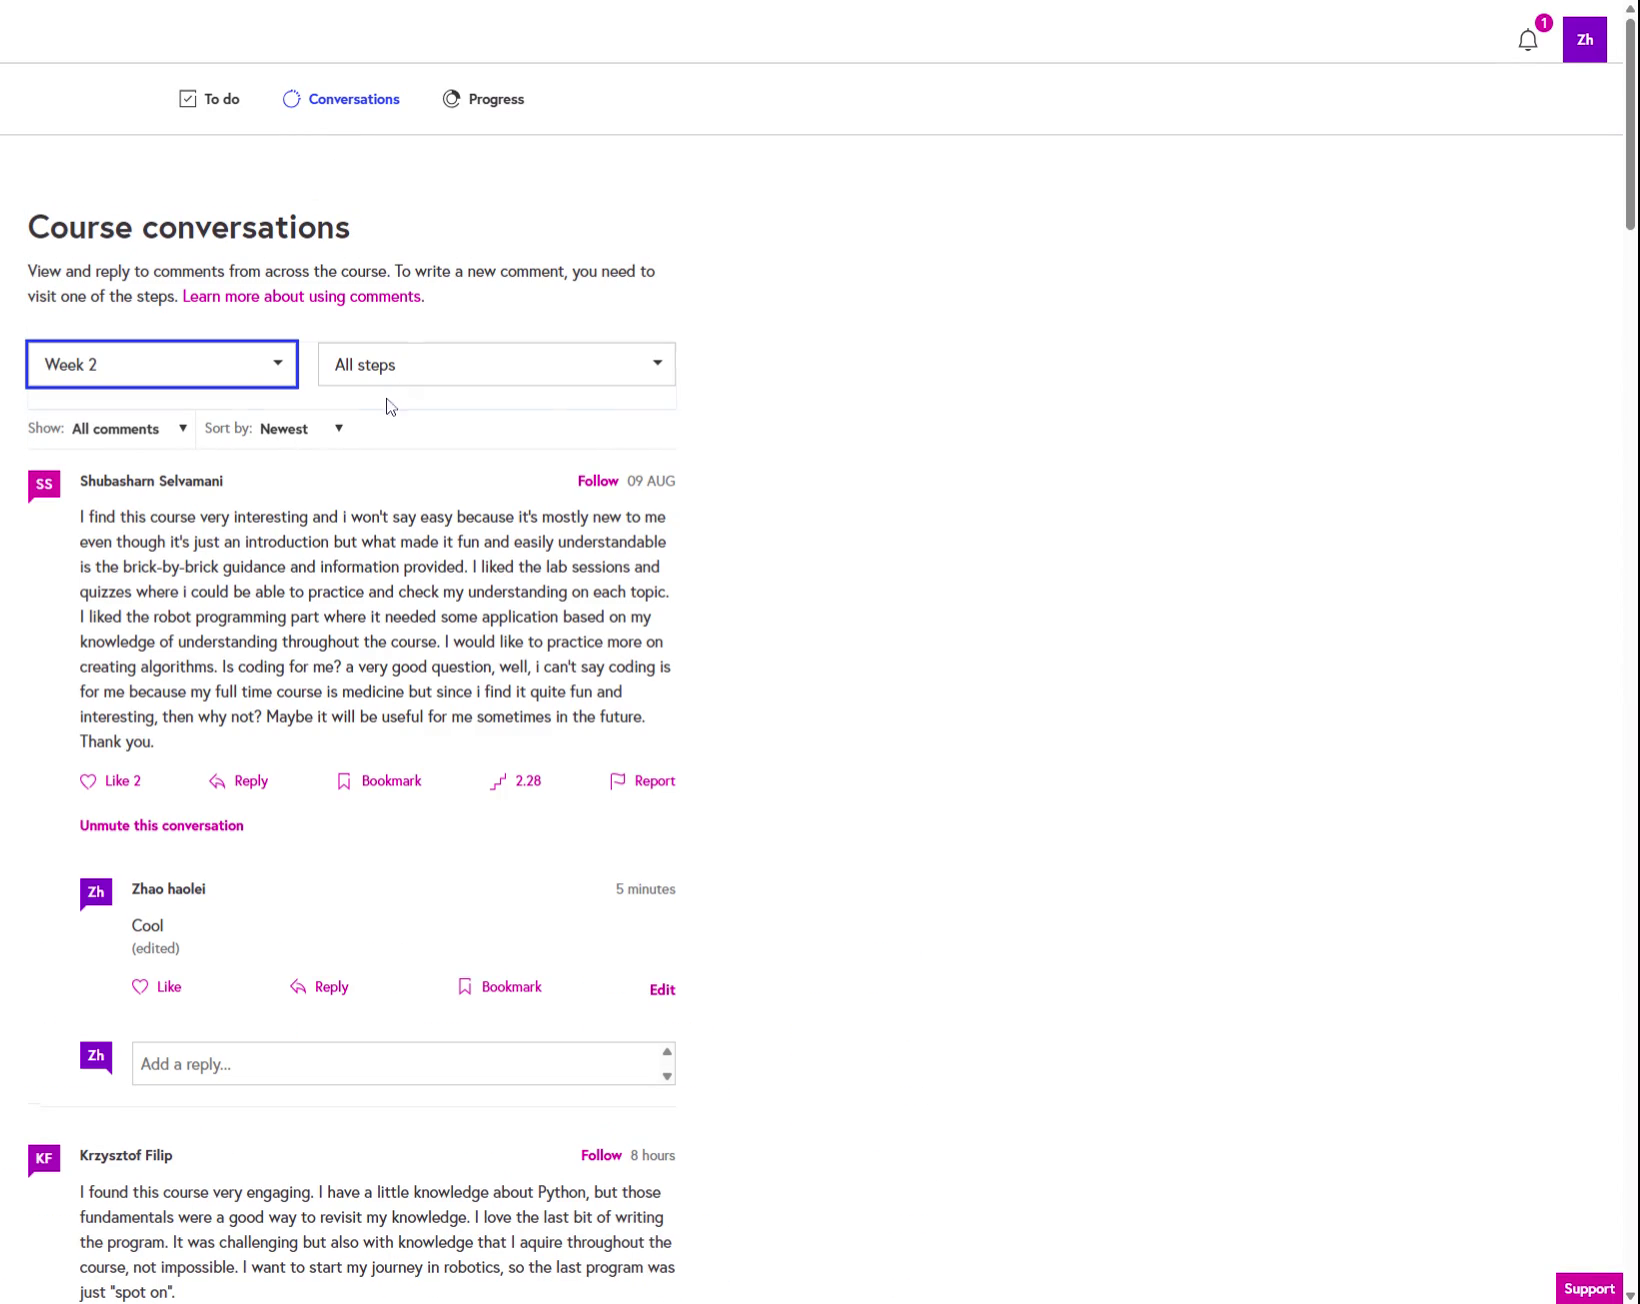 1
Zh
To do
Conversations
Progress
Course conversations
View and reply to comments from across the course. To write a new comment, you need to
visit one of the steps. Learn more about using comments.
Week 2
All steps
Show: All comments
Sort by: Newest
SS
Shubasharn Selvamani
Follow 09 AUG
I find this course very interesting and i won't say easy because it's mostly new to me
even though it's just an introduction but what made it fun and easily understandable
is the brick-by-brick guidance and information provided. I liked the lab sessions and
quizzes where i could be able to practice and check my understanding on each topic.
I liked the robot programming part where it needed some application based on my
knowledge of understanding throughout the course. I would like to practice more on
creating algorithms. Is coding for me? a very good question, well, i can't say coding is
for me because my full time course is medicine but since i find it quite fun and
interesting, then why not? Maybe it will be useful for me sometimes in the future.
Thank you.
Like 2
Reply
Bookmark
2.28
Report
Unmute this conversation
Zh
Zhao haolei
5 minutes
Cool
(edited)
Like
Reply
Bookmark
Edit
Zh
Add a reply...
KF
Krzysztof Filip
Follow 8 hours
I found this course very engaging. I have a little knowledge about Python, but those
fundamentals were a good way to revisit my knowledge. I love the last bit of writing
the program. It was challenging but also with knowledge that I aquire throughout the
course, not impossible. I want to start my journey in robotics, so the last program was
just "spot on".
Support